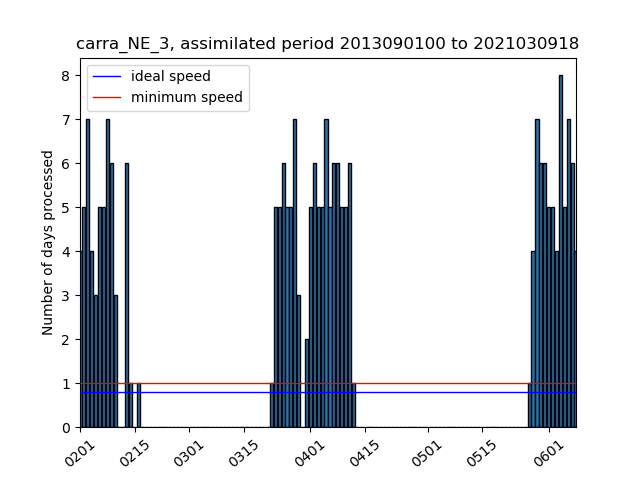 carra_NE_3, assimilated period 2013090100 to 2021030918
ideal speed
minimum speed
Number of days processed
8
7
6
5
4
3
2
1
0
0201 0215 0301 0315 0401 0415 0501 0515 0601